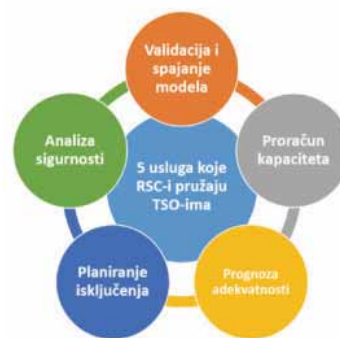 Validacija i
spajanje
modela
Analiza
sigurnosti
Proračun
kapaciteta
5 usluga koje
RSC-i pružaju
TSO-ima
Planiranje
isključenja
Prognoza
adekvatnosti